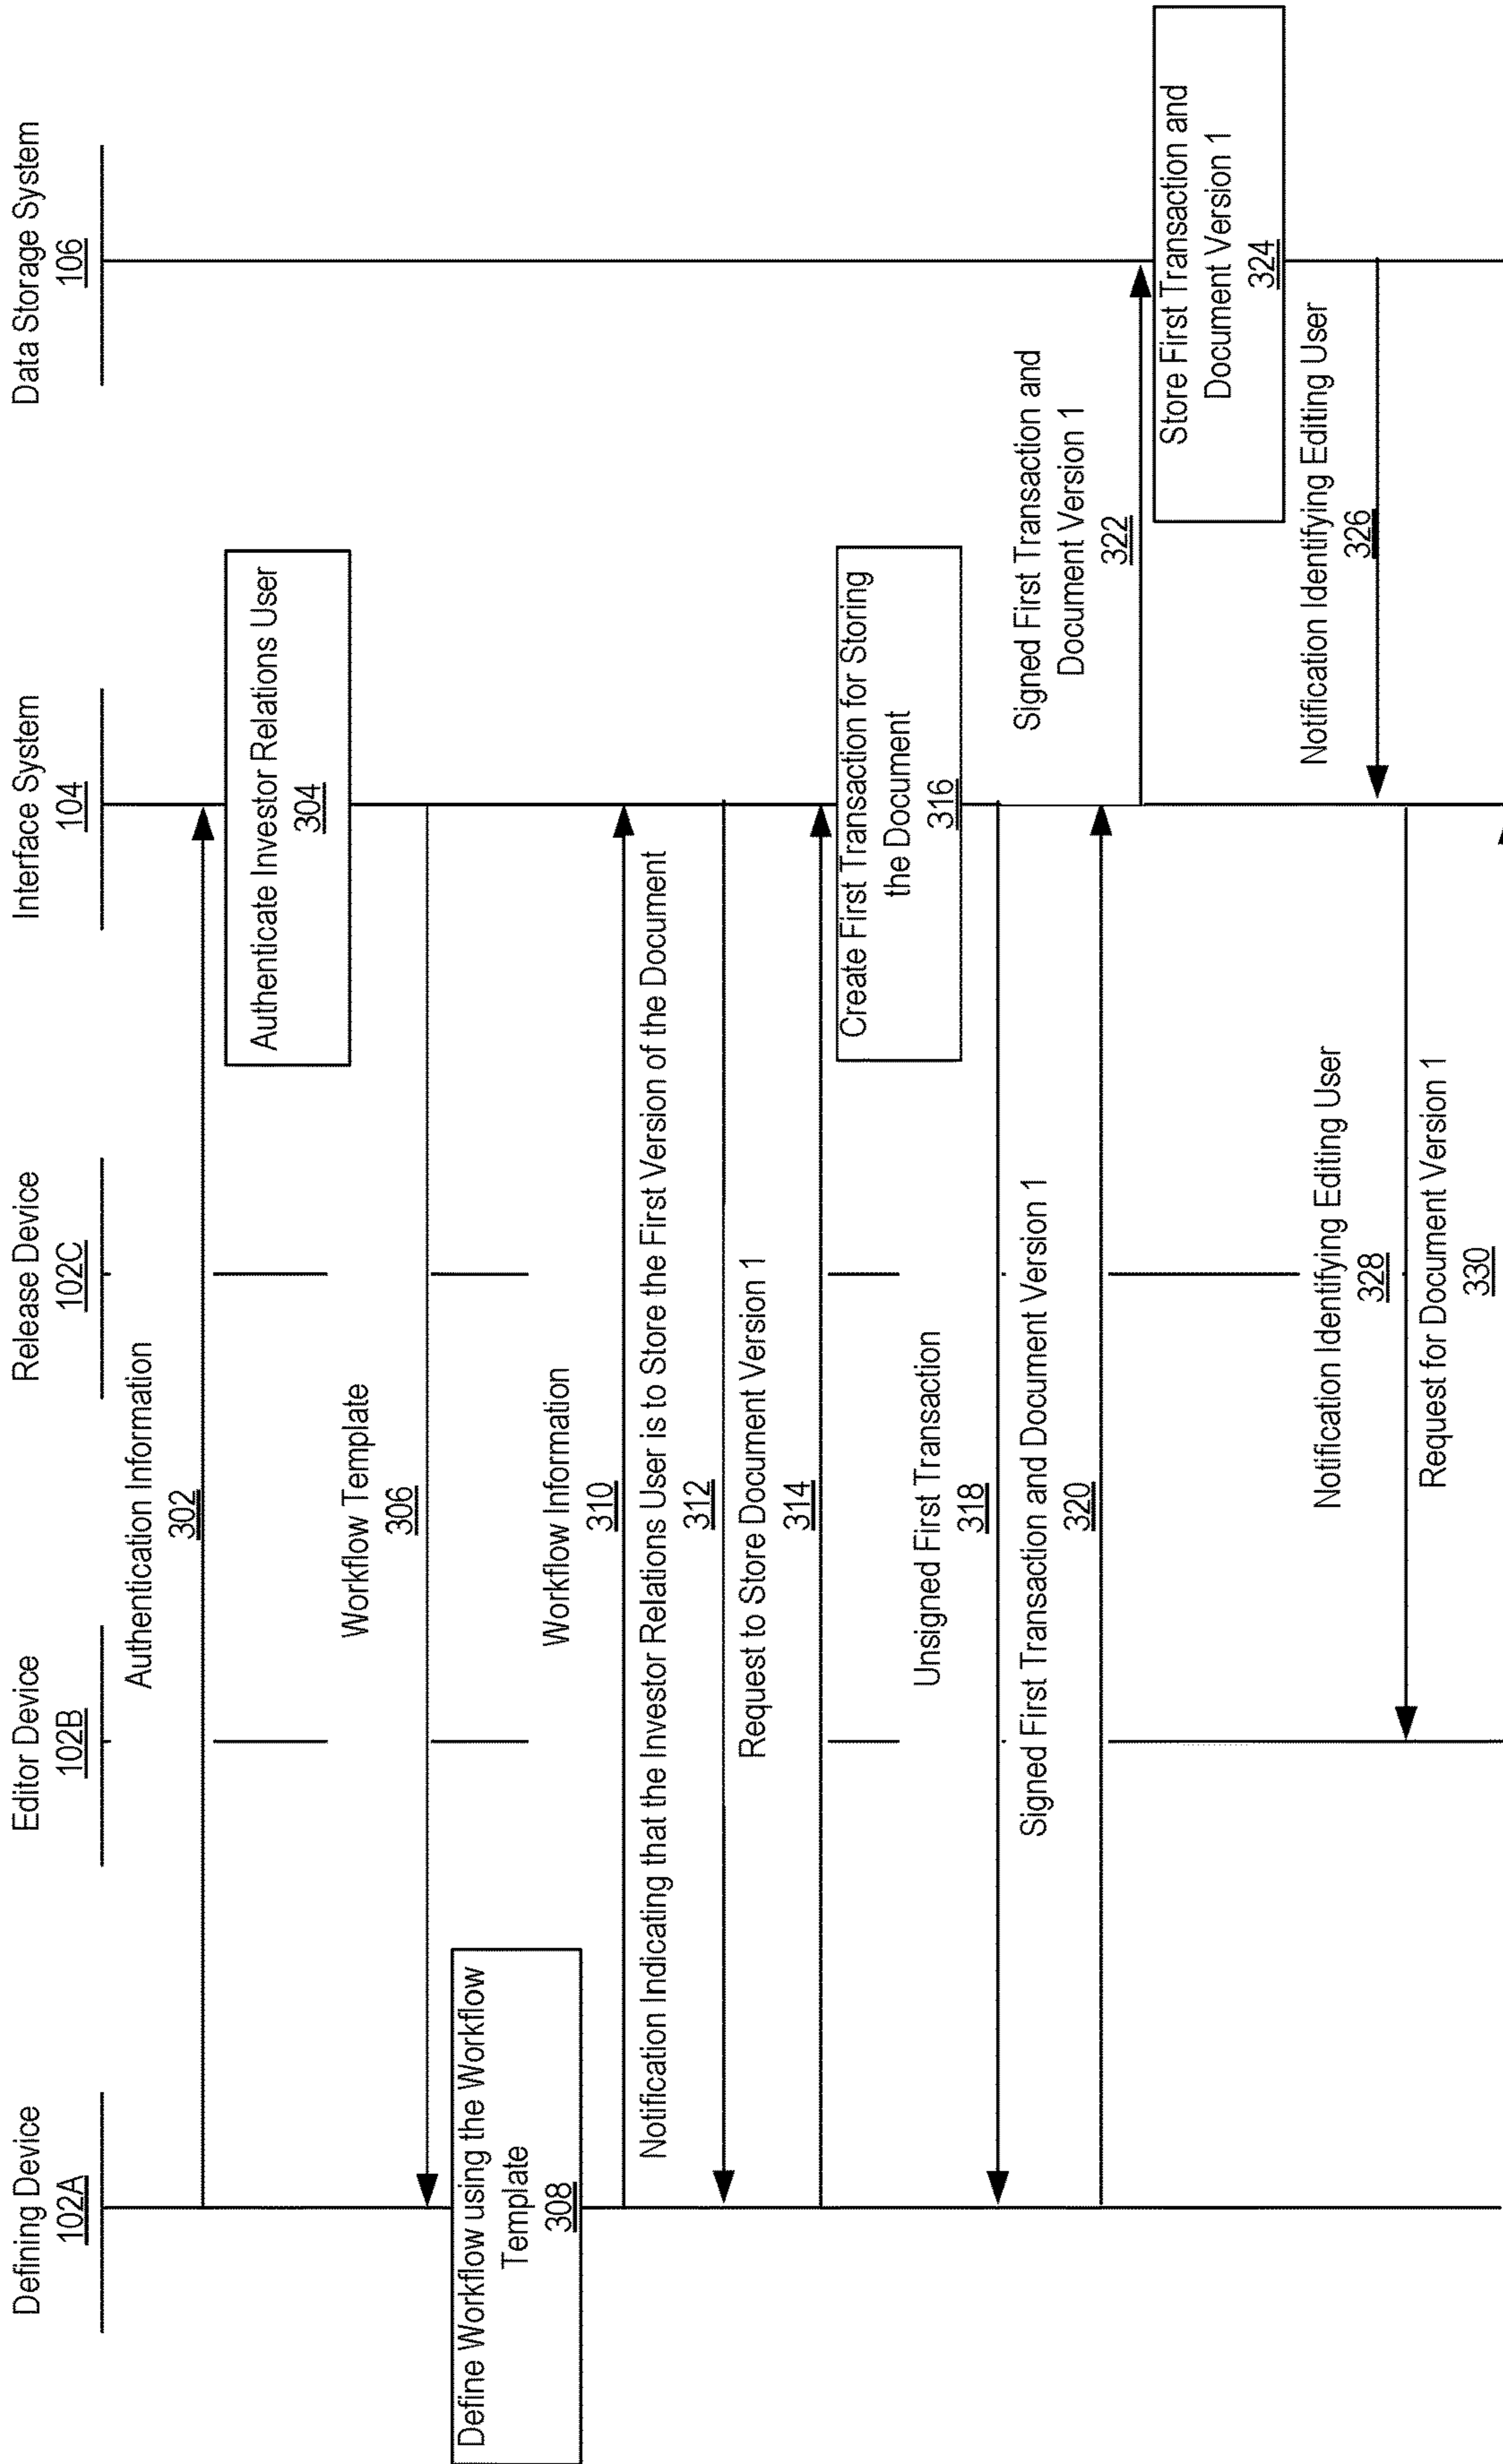 Defining Device
102A
Editor Device
102B
Release Device
102C
Interface System
104
Data Storage System
106
Authentication Information
302
Authenticate Investor Relations User
304
Workflow Template
306
Define Workflow using the Workflow
Template
308
Workflow Information
310
Notification Indicating that the Investor Relations User is to Store the First Version of the Document
312
Request to Store Document Version 1
314
Create First Transaction for Storing
the Document
316
Unsigned First Transaction
318
Signed First Transaction and Document Version 1
320
Signed First Transaction and
Document Version 1
322
Store First Transaction and
Document Version 1
324
Notification Identifying Editing User
326
Notification Identifying Editing User
328
Request for Document Version 1
330